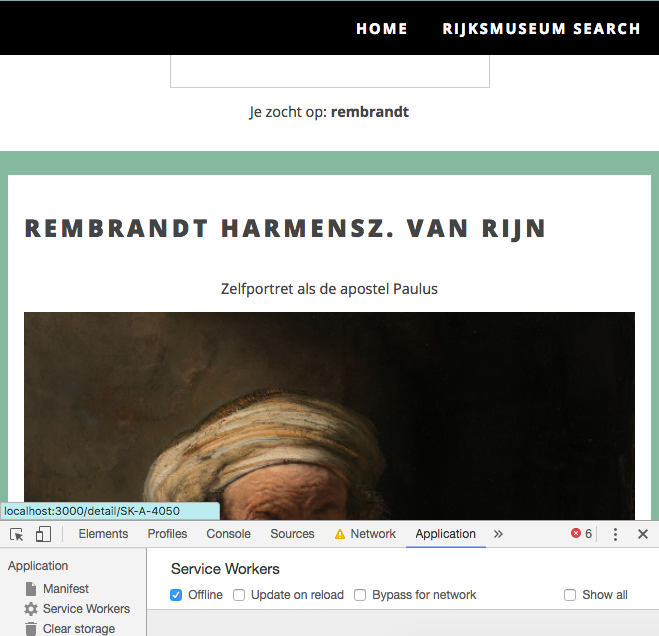 HOME RIJKSMUSEUM SEARCH
Je zocht op: rembrandt
REMBRANDT HARMENSZ. VAN RIJN
Zelfportret als de apostel Paulus
localhost:3000/detail/SK-A-4050
Elements Profiles Console Sources Network Application » 6
Application
Manifest
Service Workers
Clear storage
Service Workers
Offline Update on reload Bypass for network Show all